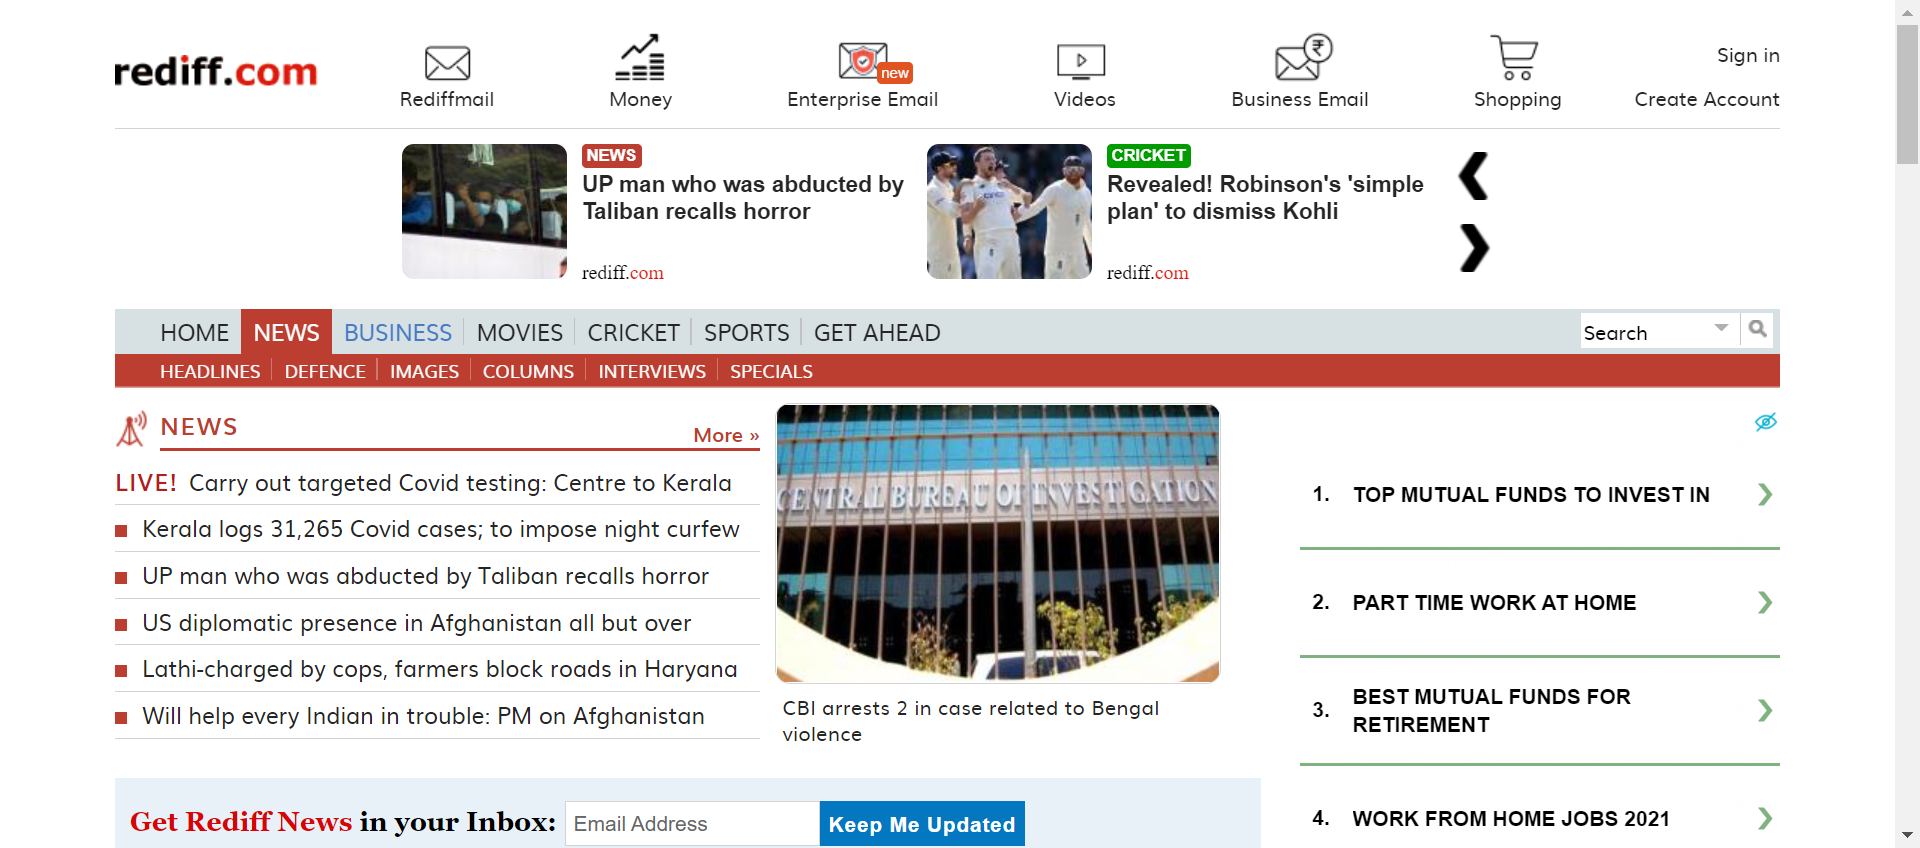 rediff.com
Rediffmail
Money
new
Enterprise Email
Videos
Business Email
Shopping
Sign in
Create Account
NEWS
UP man who was abducted by
Taliban recalls horror
rediff.com
CRICKET
Revealed! Robinson's 'simple
plan' to dismiss Kohli
rediff.com
HOME NEWS BUSINESS MOVIES CRICKET SPORTS GET AHEAD
Search
HEADLINES DEFENCE IMAGES COLUMNS INTERVIEWS SPECIALS
NEWS
More »
LIVE! Carry out targeted Covid testing: Centre to Kerala
Kerala logs 31,265 Covid cases; to impose night curfew
UP man who was abducted by Taliban recalls horror
US diplomatic presence in Afghanistan all but over
Lathi-charged by cops, farmers block roads in Haryana
Will help every Indian in trouble: PM on Afghanistan
CENTRAL BUREAU OF INVESTIGATION
CBI arrests 2 in case related to Bengal
violence
1. TOP MUTUAL FUNDS TO INVEST IN
2. PART TIME WORK AT HOME
3. BEST MUTUAL FUNDS FOR
RETIREMENT
4. WORK FROM HOME JOBS 2021
Get Rediff News in your Inbox:
Email Address
Keep Me Updated